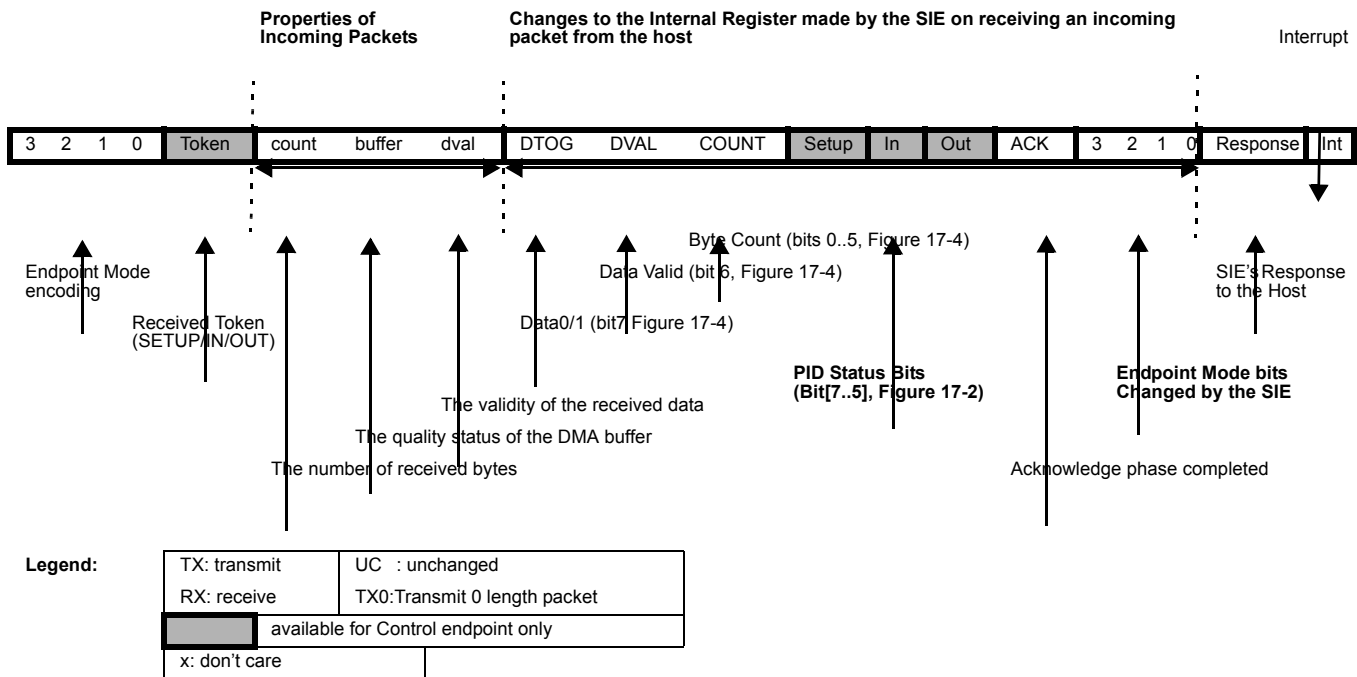 Properties of
Incoming Packets
Changes to the Internal Register made by the SIE on receiving an incoming
packet from the host
Interrupt
3 2 1 0 Token count buffer dval DTOG DVAL COUNT Setup In Out ACK 3 2 1 0 Response Int
Byte Count (bits 0..5, Figure 17-4)
Endpoint Mode
encoding
Data Valid (bit 6, Figure 17-4)
SIE's Response
to the Host
Received Token
(SETUP/IN/OUT)
Data0/1 (bit7 Figure 17-4)
PID Status Bits
(Bit[7..5], Figure 17-2)
Endpoint Mode bits
Changed by the SIE
The validity of the received data
The quality status of the DMA buffer
The number of received bytes
Acknowledge phase completed
Legend:
TX: transmit
UC : unchanged
RX: receive
TX0:Transmit 0 length packet
available for Control endpoint only
x: don't care